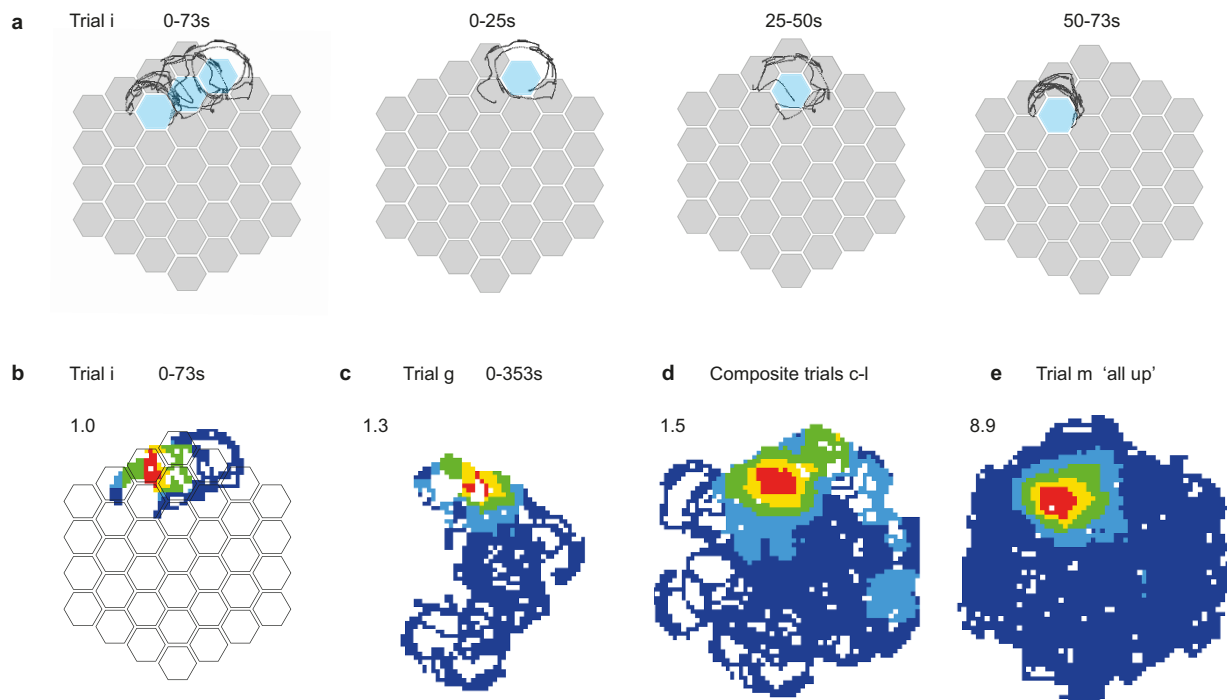 a Trial i 0-73s 0-25s 25-50s 50-73s
b Trial i 0-73s c Trial g 0-353s d Composite trials c-l e Trial m ‘all up’
1.0 1.3 1.5 8.9